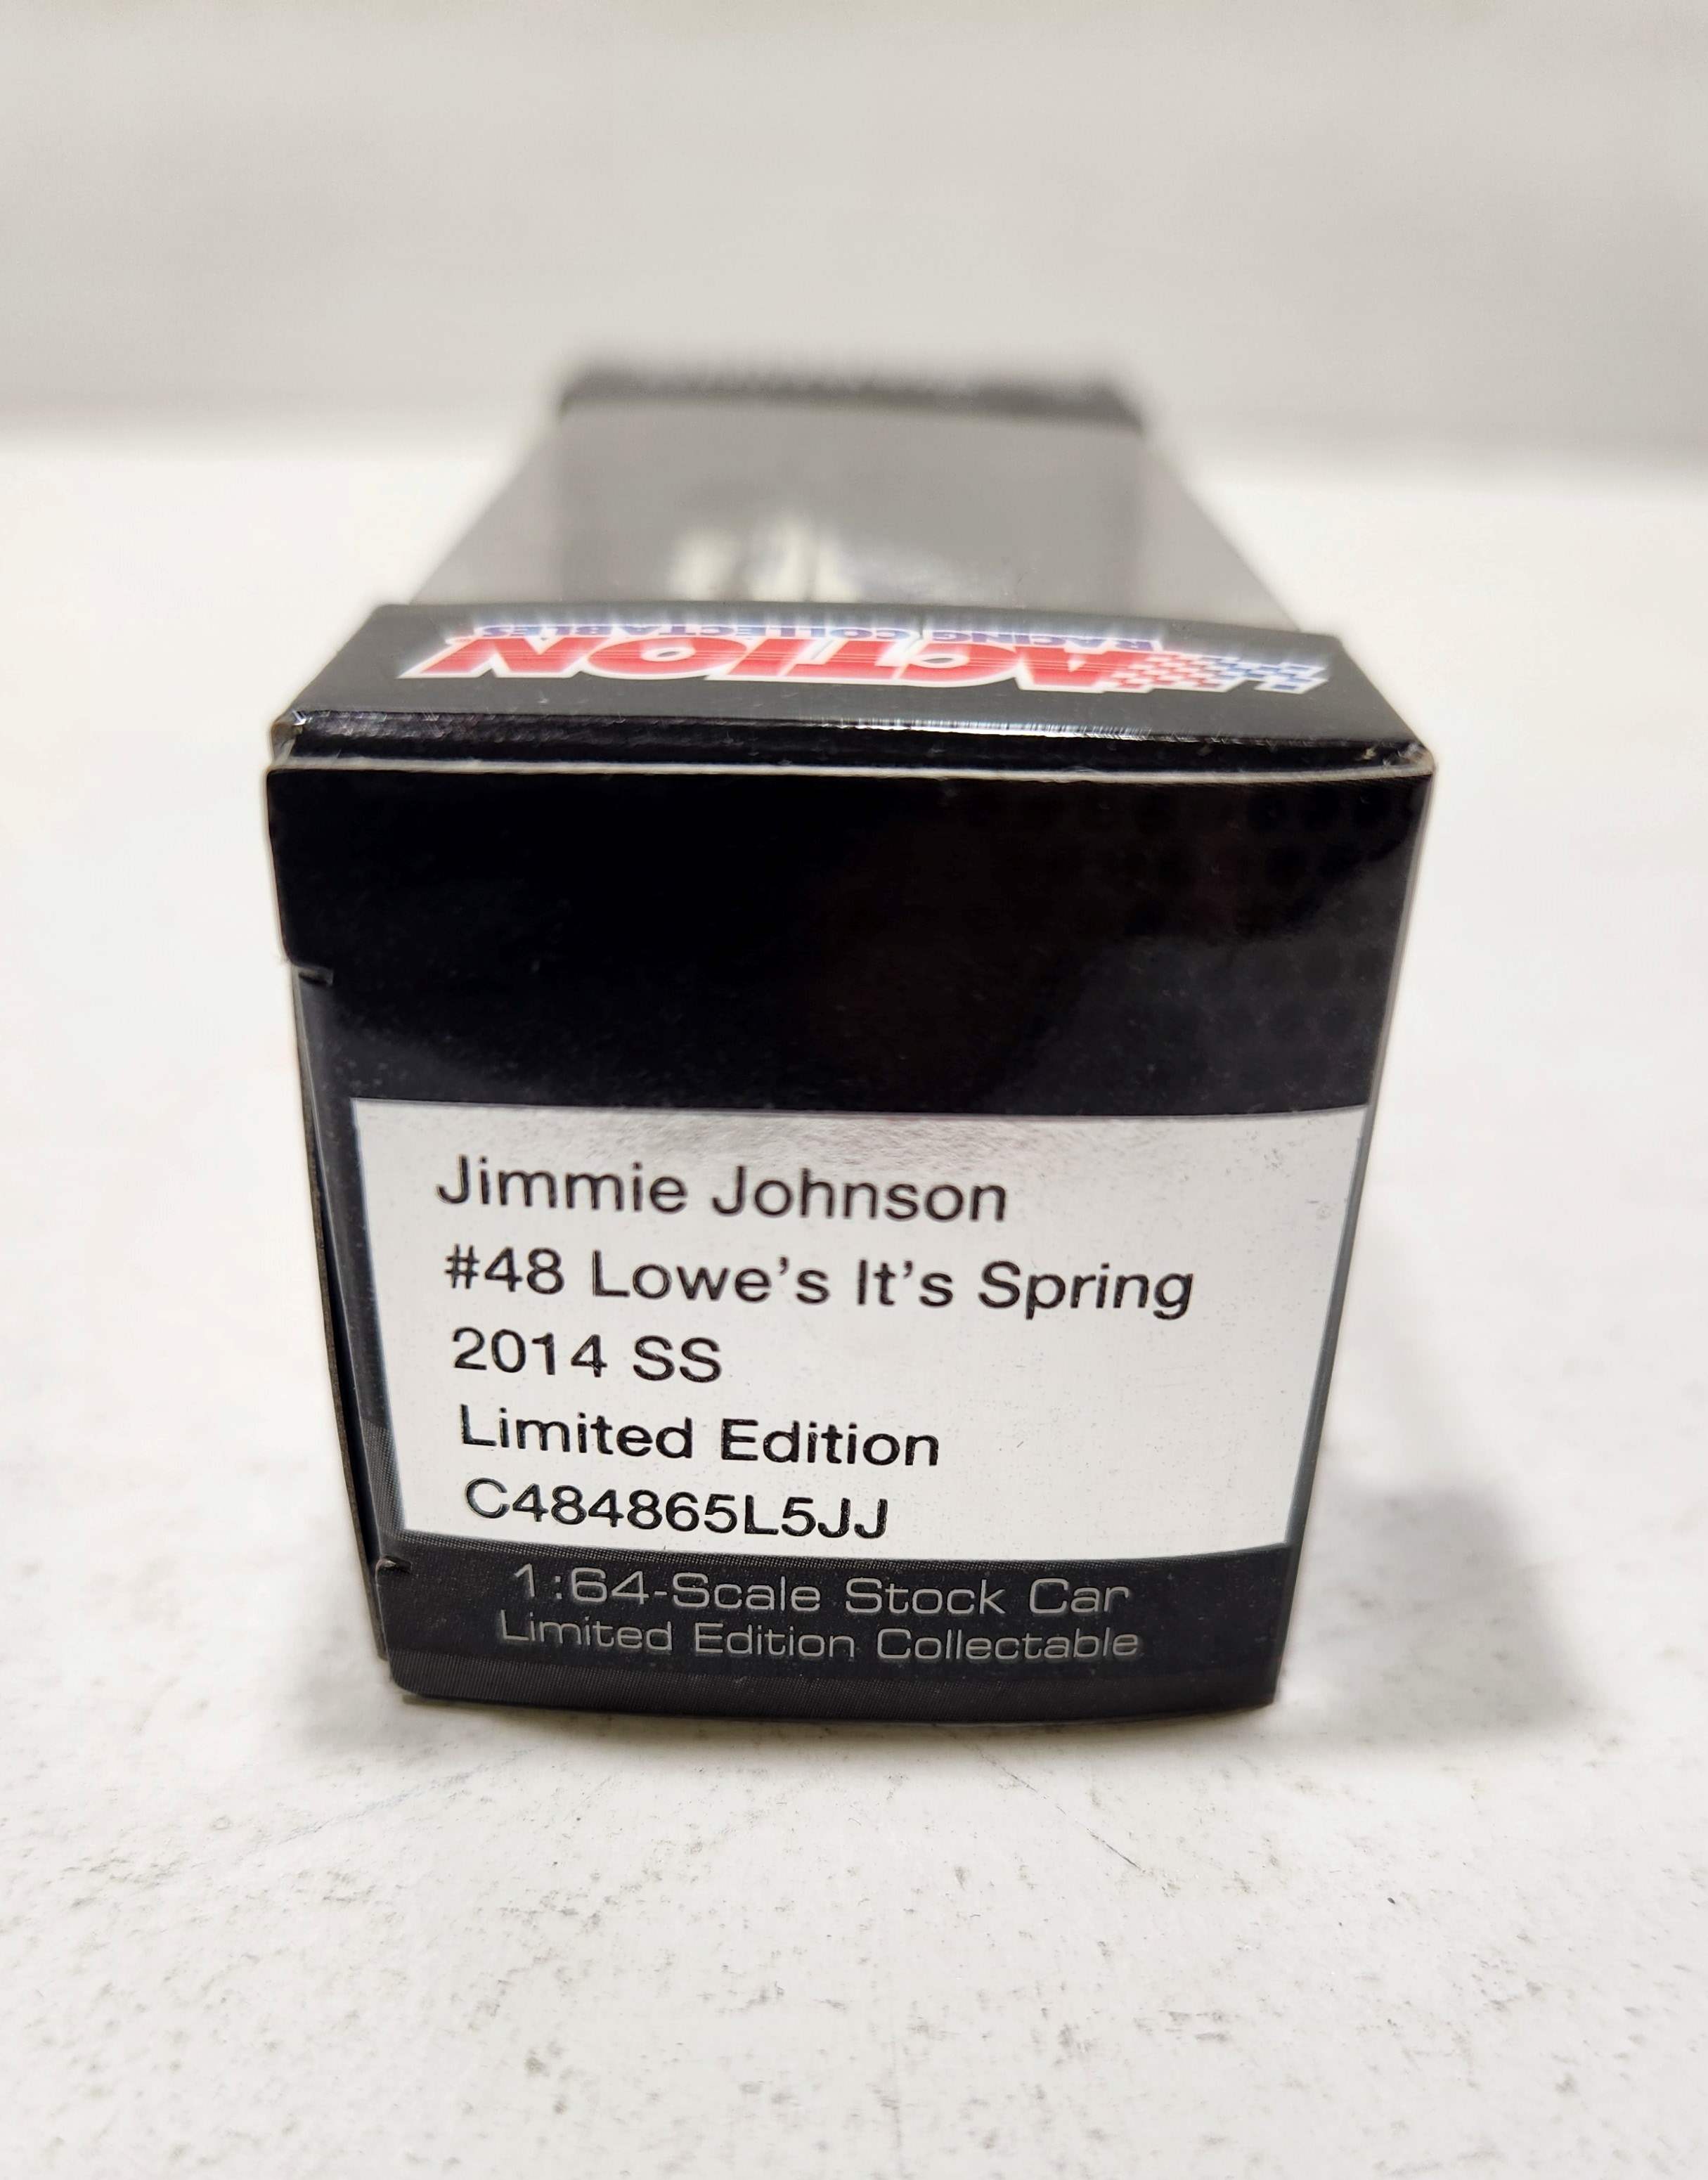 ACTION
RACING COLLECTABLES
Jimmie Johnson
#48 Lowe's It's Spring
2014 SS
Limited Edition
C484865L5JJ
1:64-Scale Stock Car
Limited Edition Collectable